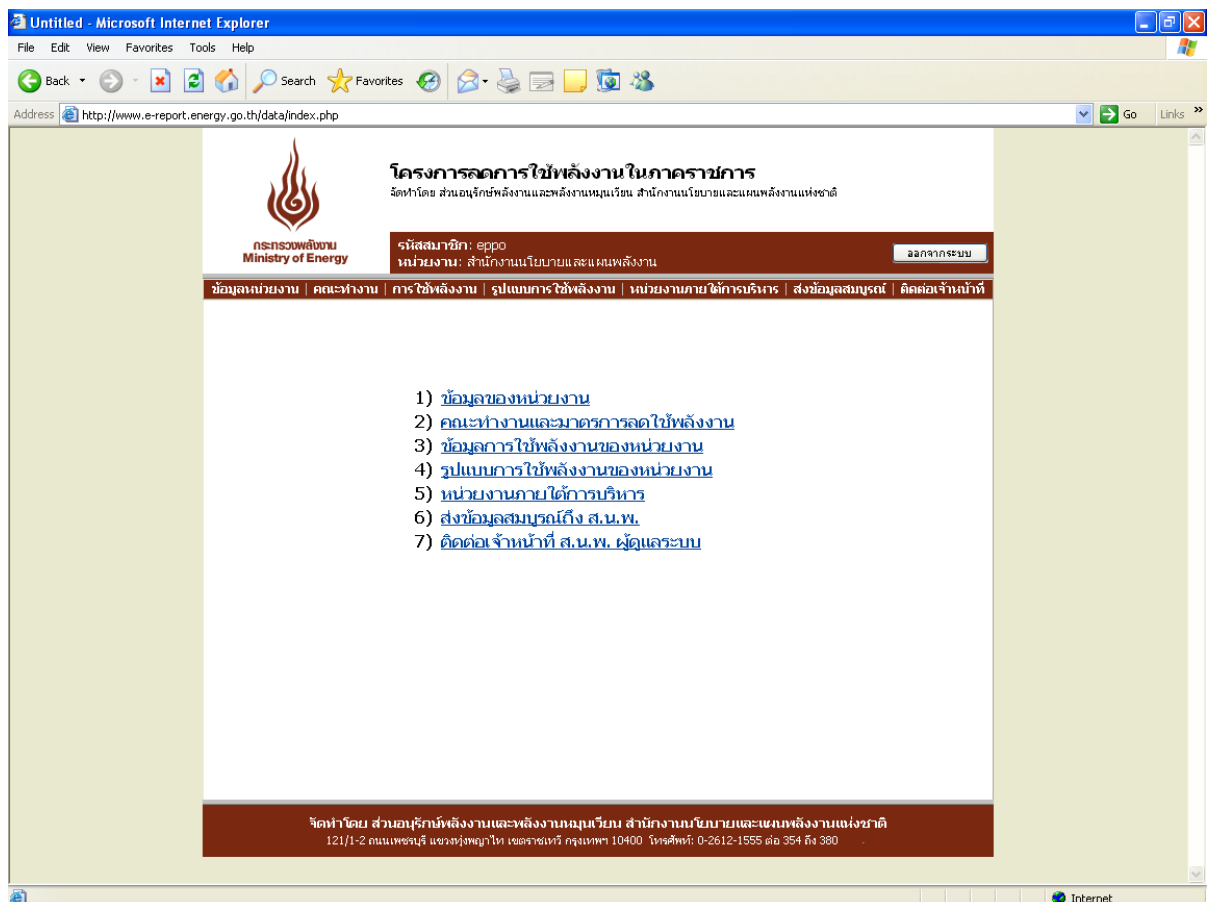 Untitled - Microsoft Internet Explorer
File Edit View Favorites Tools Help
Back Search Favorites
Address http://www.e-report.energy.go.th/data/index.php Go Links »
โครงการลดการใช้พลังงานในภาคราชการ
จัดทำโดย ส่วนอนุรักษ์พลังงานและพลังงานหมุนเวียน สำนักงานนโยบายและแผนพลังงานแห่งชาติ
กระทรวงพลังงาน
Ministry of Energy
รหัสสมาชิก: eppo
หน่วยงาน: สำนักงานนโยบายและแผนพลังงาน
ออกจากระบบ
ข้อมูลหน่วยงาน | คณะทำงาน | การใช้พลังงาน | รูปแบบการใช้พลังงาน | หน่วยงานภายใต้การบริหาร | ส่งข้อมูลสมบูรณ์ | ติดต่อเจ้าหน้าที่
1) ข้อมูลของหน่วยงาน
2) คณะทำงานและมาตรการลดใช้พลังงาน
3) ข้อมูลการใช้พลังงานของหน่วยงาน
4) รูปแบบการใช้พลังงานของหน่วยงาน
5) หน่วยงานภายใต้การบริหาร
6) ส่งข้อมูลสมบูรณ์ถึง ส.น.พ.
7) ติดต่อเจ้าหน้าที่ ส.น.พ. ผู้ดูแลระบบ
จัดทำโดย ส่วนอนุรักษ์พลังงานและพลังงานหมุนเวียน สำนักงานนโยบายและแผนพลังงานแห่งชาติ
121/1-2 ถนนเพชรบุรี แขวงทุ่งพญาไท เขตราชเทวี กรุงเทพฯ 10400 โทรศัพท์: 0-2612-1555 ต่อ 354 ถึง 380
Internet